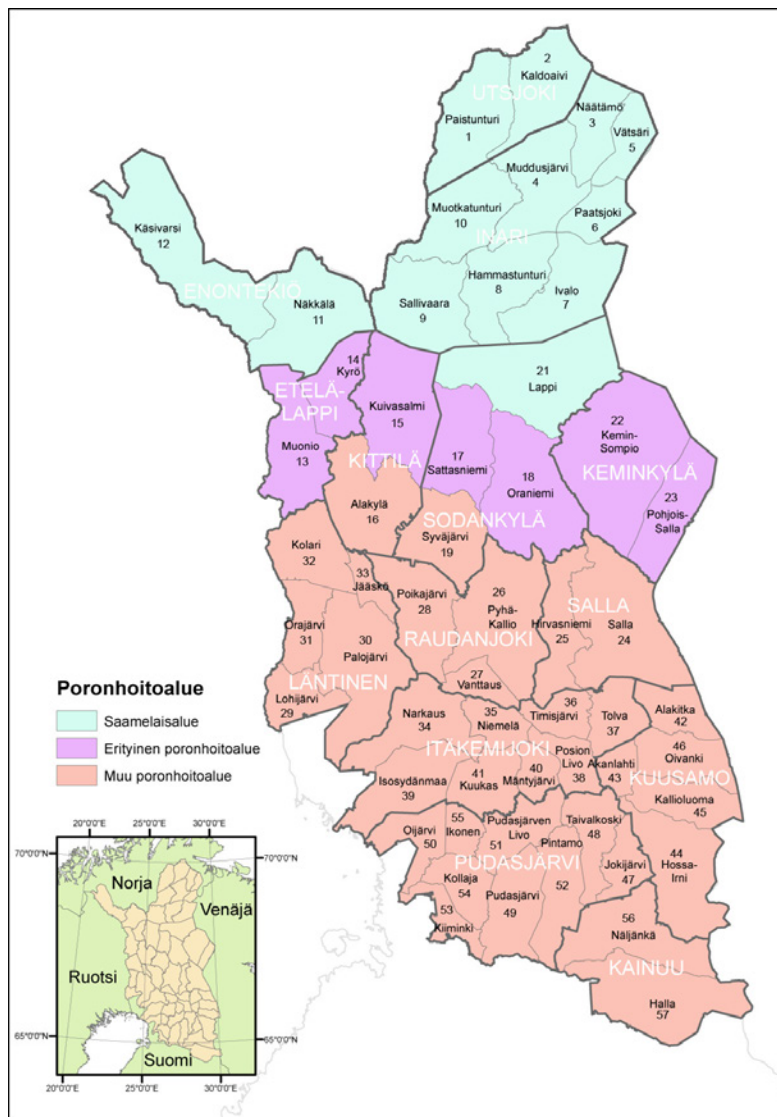 2
Kaldoaivi
UTSJOKI
Näätämö
3
Paistunturi
1
Vätsäri
5
Muddusjärvi
4
Käsivarsi
12
Muotkatunturi
10
Paatsjoki
6
INARI
Hammastunturi
8
Ivalo
7
ENONTEKIÖ
Näkkälä
11
Sallivaara
9
14
Kyrö
21
Lappi
ETELÄ-
LAPPI
Kuivasalmi
15
22
Kemin-
Sompio
Muonio
13
KITTILÄ
17
Sattasniemi
18
Oraniemi
KEMINKYLÄ
23
Pohjois-
Salla
Alakylä
16
SODANKYLÄ
Syväjärvi
19
Kolari
32
33
Jääskö
Poikajärvi
28
26
Pyhä-
Kallio
SALLA
Hirvasniemi
25
Salla
24
Orajärvi
31
30
Palojärvi
RAUDANJOKI
27
Vanttaus
LÄNTINEN
Lohijärvi
29
Poronhoitoalue
Saamelaisalue
Erityinen poronhoitoalue
Muu poronhoitoalue
Narkaus
34
35
Niemelä
36
Timisjärvi
Tolva
37
Alakitka
42
ITÄKEMIJOKI
46
Oivanki
Isosydänmaa
39
41
Kuukas
40
Mäntyjärvi
Posion
Livo
38
Akanlahti
43
KUUSAMO
Kallioluoma
45
Oijärvi
50
55
Ikonen
Pudasjärven
Livo
51
Taivalkoski
48
Pintamo
52
PUDASJÄRVI
Jokijärvi
47
44
Hossa-
Irni
Kollaja
54
Pudasjärvi
49
53
Kiiminki
56
Näljänkä
KAINUU
Halla
57
20°0'0"E 25°0'0"E 30°0'0"E
70°0'0"N
70°0'0"N
Norja
Venäjä
Ruotsi
65°0'0"N
65°0'0"N
Suomi
20°0'0"E 25°0'0"E 30°0'0"E